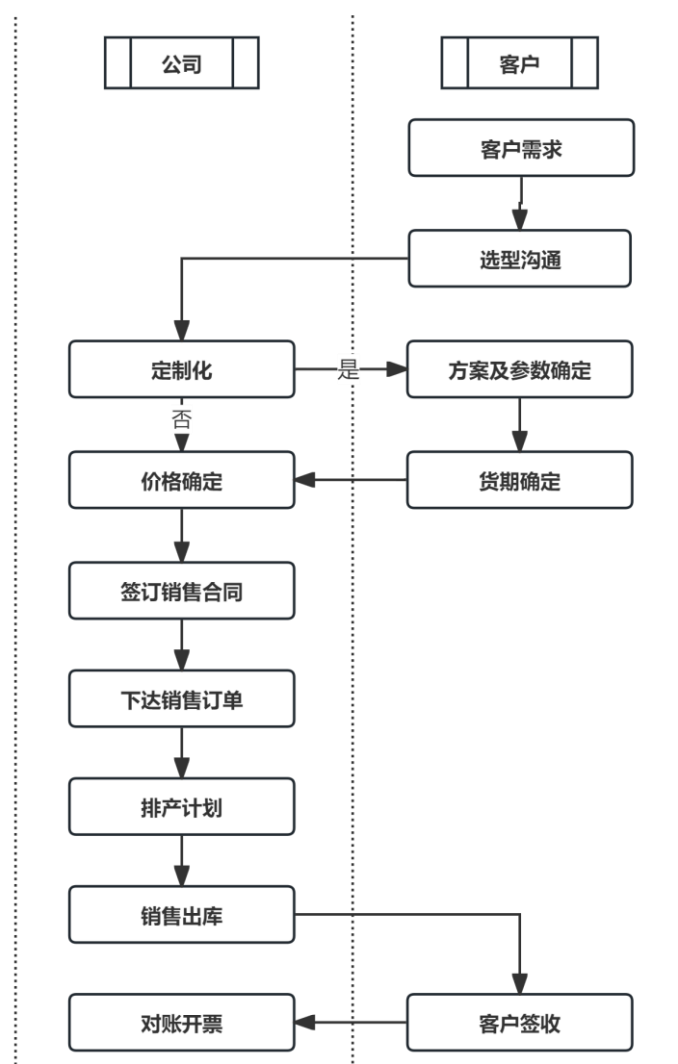 公司
客户
客户需求
选型沟通
定制化
是
方案及参数确定
否
价格确定
货期确定
签订销售合同
下达销售订单
排产计划
销售出库
对账开票
客户签收